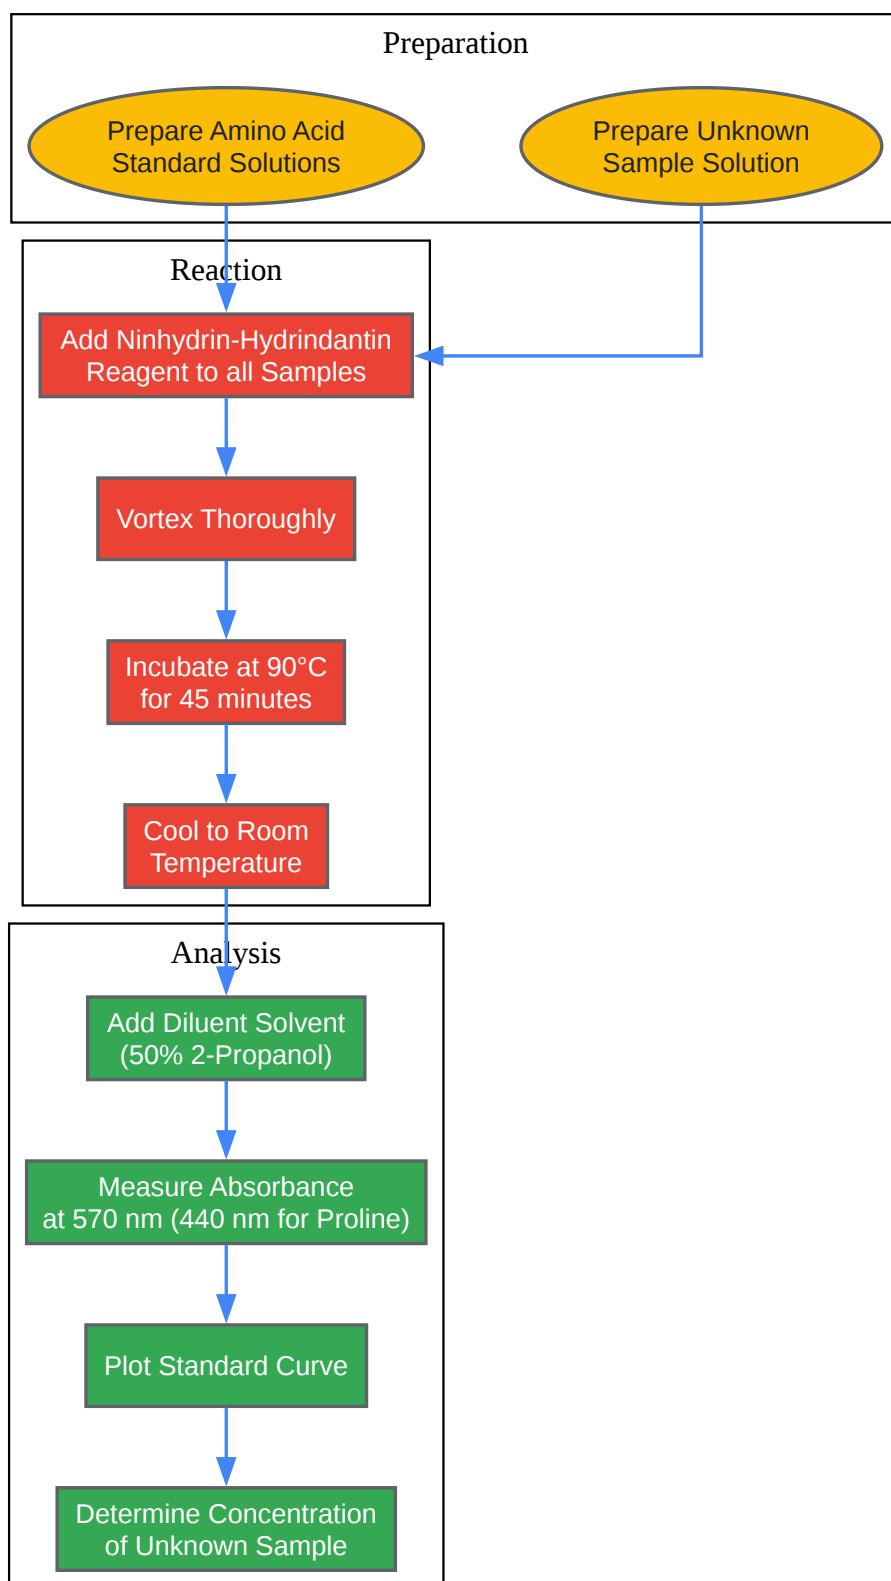 Preparation
Prepare Amino Acid
Standard Solutions
Prepare Unknown
Sample Solution
Reaction
Add Ninhydrin-Hydrindantin
Reagent to all Samples
Vortex Thoroughly
Incubate at 90°C
for 45 minutes
Cool to Room
Temperature
Analysis
Add Diluent Solvent
(50% 2-Propanol)
Measure Absorbance
at 570 nm (440 nm for Proline)
Plot Standard Curve
Determine Concentration
of Unknown Sample